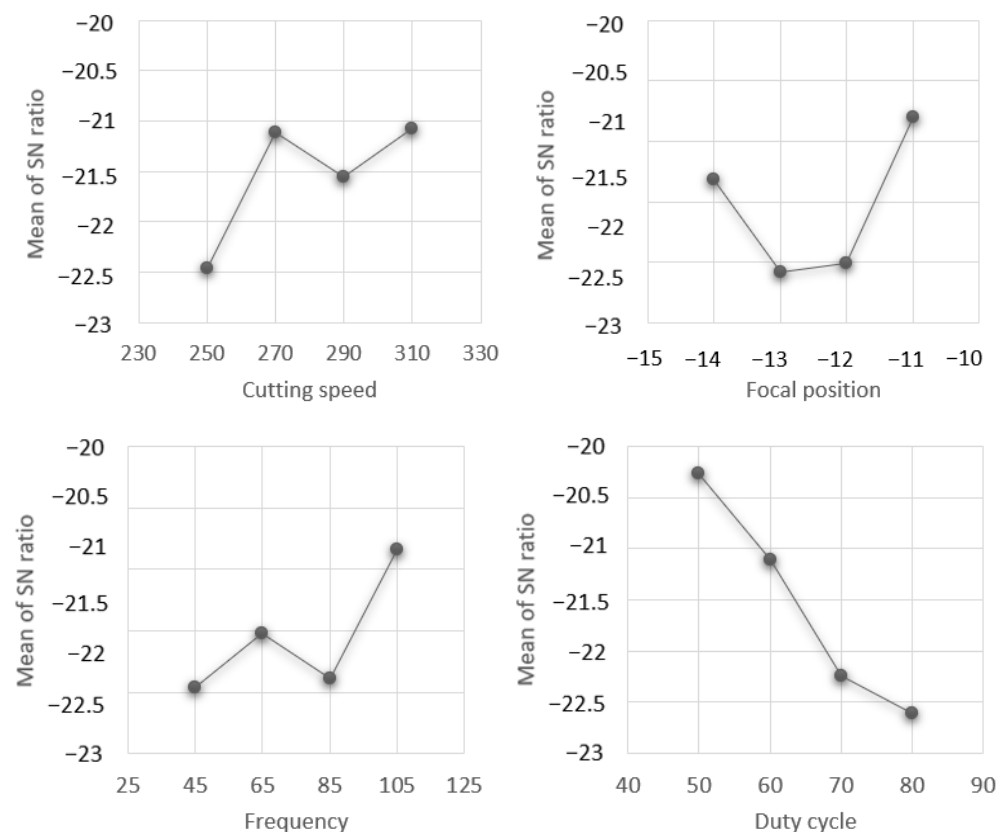 Mean of SN ratio
−20
−20.5
−21
−21.5
−22
−22.5
−23
230 250 270 290 310 330
Cutting speed
Mean of SN ratio
−20
−20.5
−21
−21.5
−22
−22.5
−23
−15 −14 −13 −12 −11 −10
Focal position
Mean of SN ratio
−20
−20.5
−21
−21.5
−22
−22.5
−23
25 45 65 85 105 125
Frequency
Mean of SN ratio
−20
−20.5
−21
−21.5
−22
−22.5
−23
40 50 60 70 80 90
Duty cycle